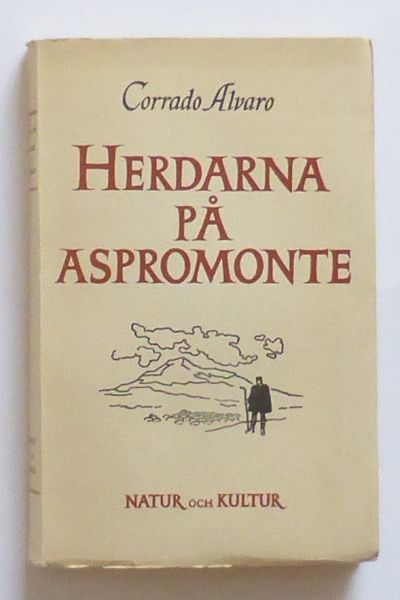 Corrado Alvaro
HERDARNA
PÅ
ASPROMONTE
NATUR OCH KULTUR